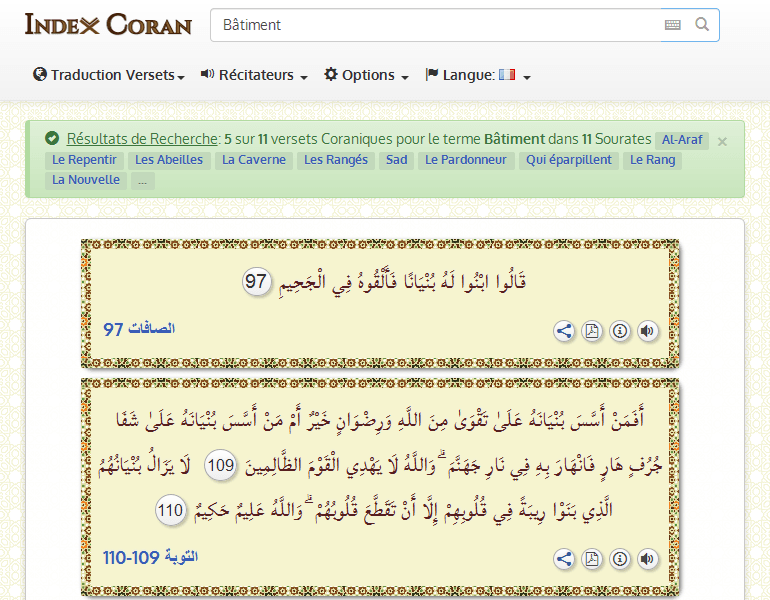 Index Coran
Bâtiment
Traduction Versets
Récitateurs
Options
Langue:
Résultats de Recherche: 5 sur 11 versets Coraniques pour le terme Bâtiment dans 11 Sourates Al-Araf ×
Le Repentir Les Abeilles La Caverne Les Rangés Sad Le Pardonneur Qui éparpillent Le Rang
La Nouvelle ...
قَالُوا ابْنُوا لَهُ بُنْيَانًا فَأَلْقُوهُ فِي الْجَحِيمِ 97
الصافات 97
أَفَمَنْ أَسَّسَ بُنْيَانَهُ عَلَىٰ تَقْوَىٰ مِنَ اللَّهِ وَرِضْوَانٍ خَيْرٌ أَمْ مَنْ أَسَّسَ بُنْيَانَهُ عَلَىٰ شَفَا
جُرُفٍ هَارٍ فَانْهَارَ بِهِ فِي نَارِ جَهَنَّمَ ۗ وَاللَّهُ لَا يَهْدِي الْقَوْمَ الظَّالِمِينَ 109 لَا يَزَالُ بُنْيَانُهُمُ
الَّذِي بَنَوْا رِيبَةً فِي قُلُوبِهِمْ إِلَّا أَنْ تَقَطَّعَ قُلُوبُهُمْ ۗ وَاللَّهُ عَلِيمٌ حَكِيمٌ 110
التوبة 109-110